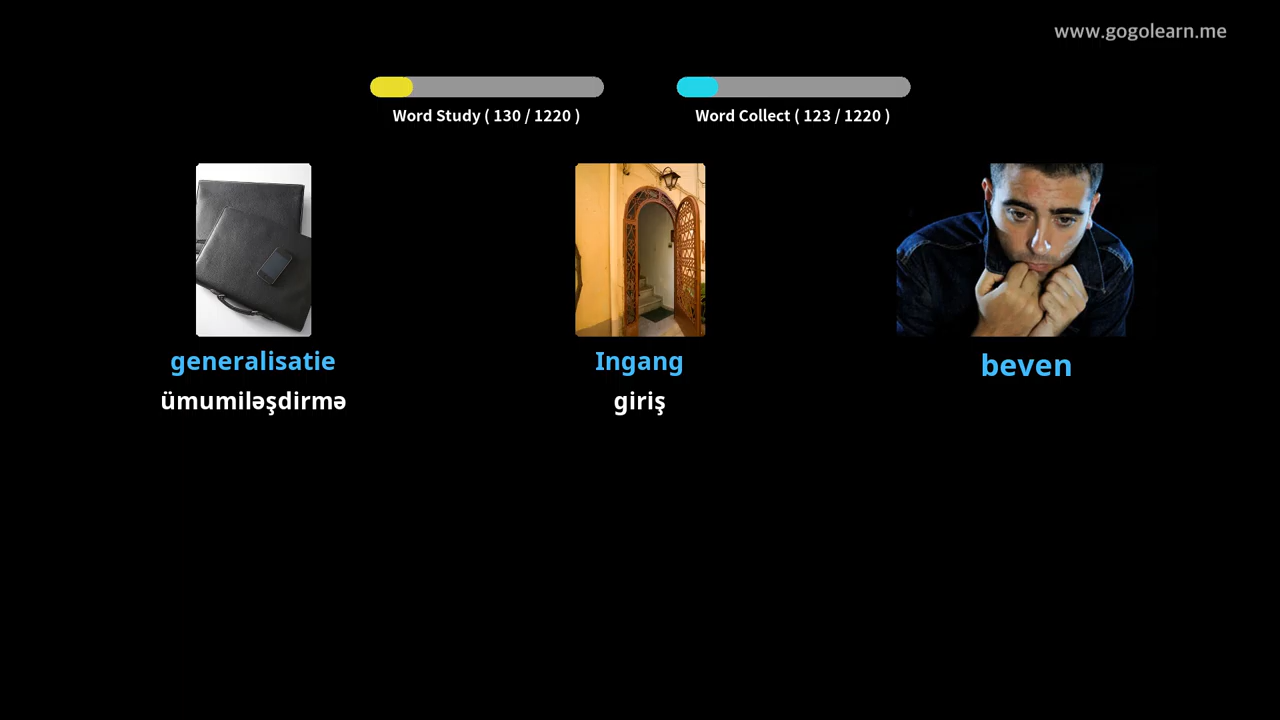 www.gogolearn.me
Word Study ( 130 / 1220 )
Word Collect ( 123 / 1220 )
generalisatie
ümumiləşdirmə
Ingang
giriş
beven